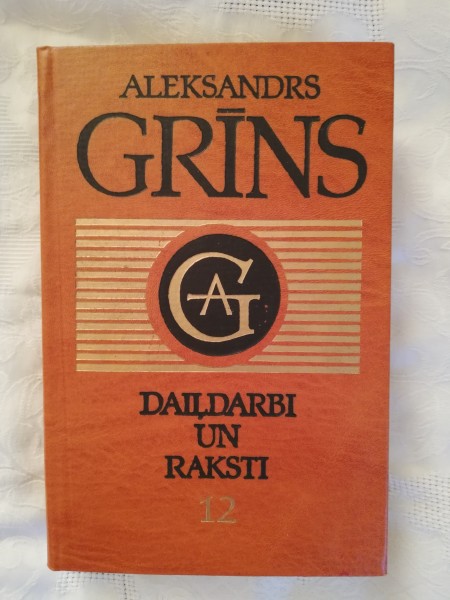 ALEKSANDRS
GRĪNS
AG
DAIĻDARBI
UN
RAKSTI
12